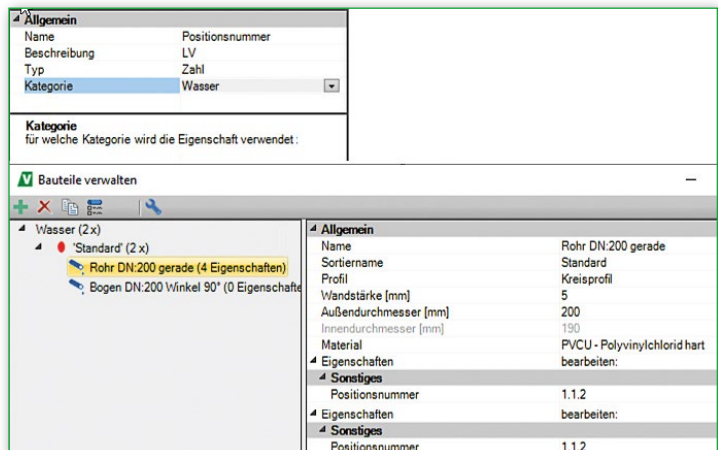 Allgemein
Name Positionsnummer
Beschreibung LV
Typ Zahl
Kategorie Wasser
Kategorie
für welche Kategorie wird die Eigenschaft verwendet:
Bauteile verwalten
Wasser (2 x)
'Standard' (2 x)
Rohr DN:200 gerade (4 Eigenschaften)
Bogen DN:200 Winkel 90° (0 Eigenschafte
Allgemein
Name Rohr DN:200 gerade
Sortiername Standard
Profil Kreisprofil
Wandstärke [mm] 5
Außendurchmesser [mm] 200
Innendurchmesser [mm] 190
Material PVCU - Polyvinylchlorid hart
Eigenschaften bearbeiten:
Sonstiges
Positionsnummer 1.1.2
Eigenschaften bearbeiten:
Sonstiges
Positionsnummer 1.1.2